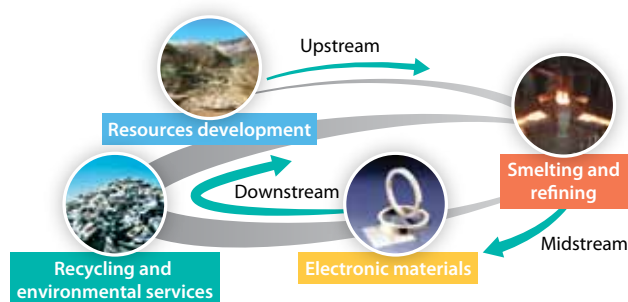 Upstream
Resources development
Smelting and
refining
Downstream
Midstream
Recycling and
environmental services
Electronic materials